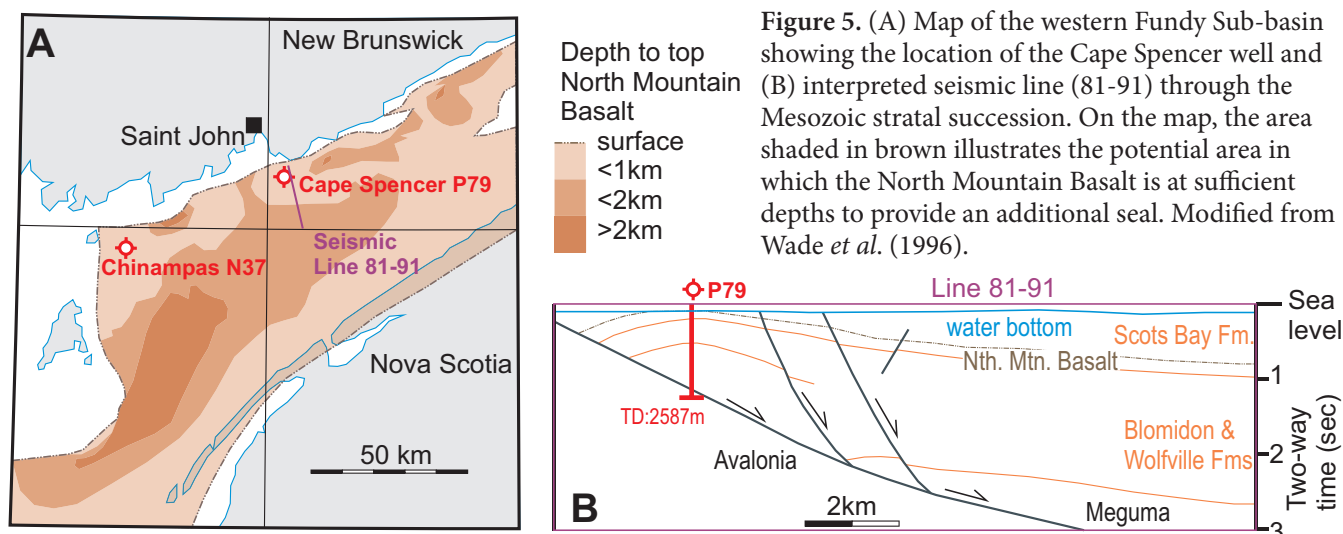 A
New Brunswick
Saint John
Cape Spencer P79
Seismic
Line 81-91
Chinampas N37
Nova Scotia
50 km
Depth to top
North Mountain
Basalt
surface
<1km
<2km
>2km
Figure 5. (A) Map of the western Fundy Sub-basin
showing the location of the Cape Spencer well and
(B) interpreted seismic line (81-91) through the
Mesozoic stratal succession. On the map, the area
shaded in brown illustrates the potential area in
which the North Mountain Basalt is at sufficient
depths to provide an additional seal. Modified from
Wade et al. (1996).
P79
Line 81-91
Sea
level
water bottom
Scots Bay Fm.
Nth. Mtn. Basalt
1
TD:2587m
Blomidon &
Wolfville Fms
Avalonia
2
Two-way
time (sec)
B
2km
Meguma
3